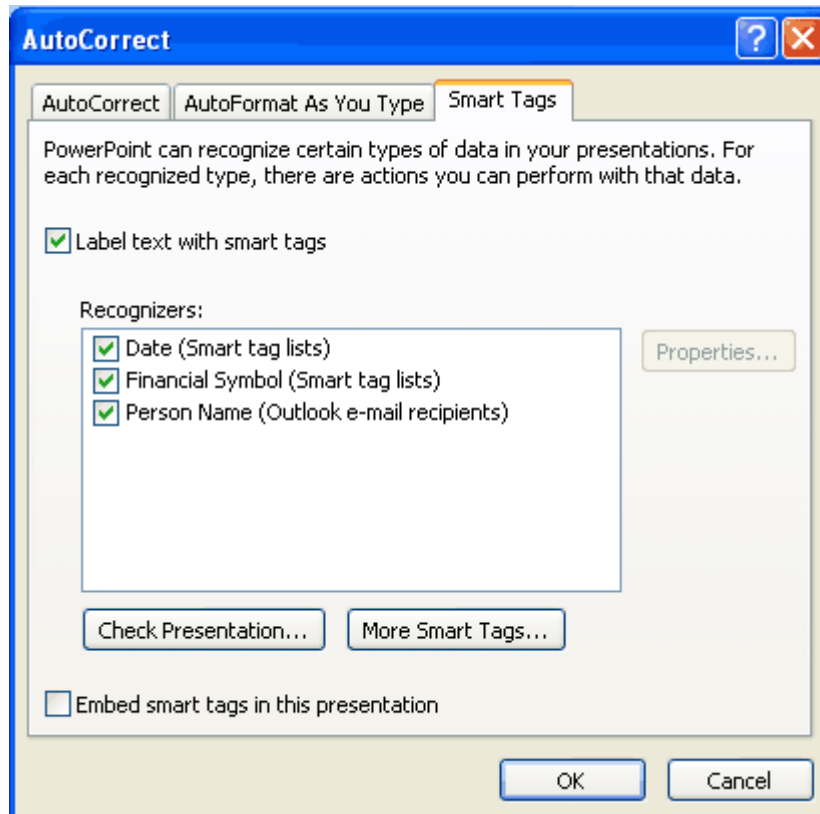 AutoCorrect
AutoCorrect AutoFormat As You Type Smart Tags
PowerPoint can recognize certain types of data in your presentations. For
each recognized type, there are actions you can perform with that data.
Label text with smart tags
Recognizers:
Date (Smart tag lists)
Financial Symbol (Smart tag lists)
Person Name (Outlook e-mail recipients)
Properties...
Check Presentation... More Smart Tags...
Embed smart tags in this presentation
OK Cancel